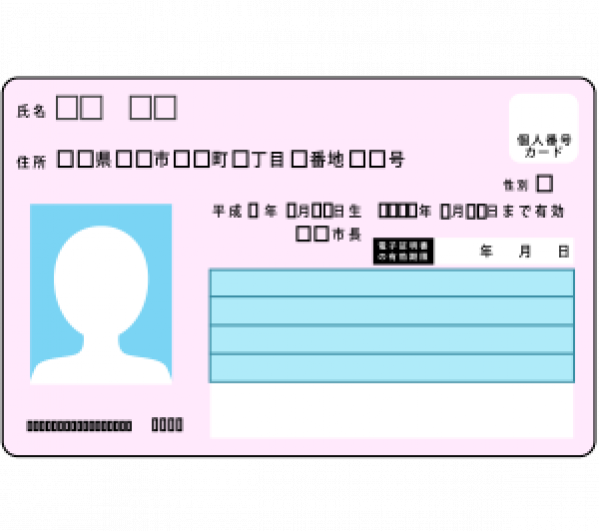 氏名 □□ □□
個人番号
カード
住所 □□県□□市□□町□丁目□番地□□号
性別 □
平成□年 □月□□日生 □□□□年 □月□□日まで有効
□□市長
電子証明書
の有効期限
年 月 日
□□□□□□□□□□□□□□□□□ □□□□